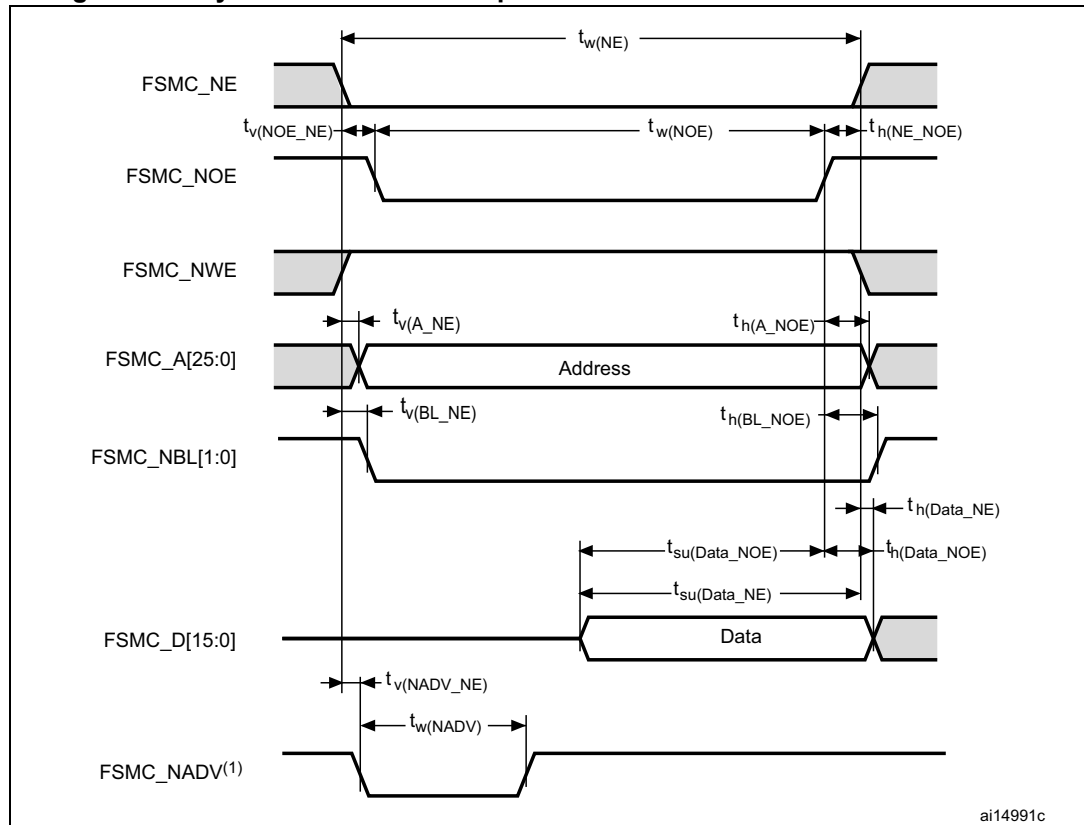 tw(NE)
FSMC_NE
tv(NOE_NE)
tw(NOE)
th(NE_NOE)
FSMC_NOE
FSMC_NWE
tv(A_NE)
th(A_NOE)
FSMC_A[25:0]
Address
tv(BL_NE)
th(BL_NOE)
FSMC_NBL[1:0]
th(Data_NE)
tsu(Data_NOE)
th(Data_NOE)
tsu(Data_NE)
FSMC_D[15:0]
Data
tv(NADV_NE)
tw(NADV)
FSMC_NADV(1)
ai14991c